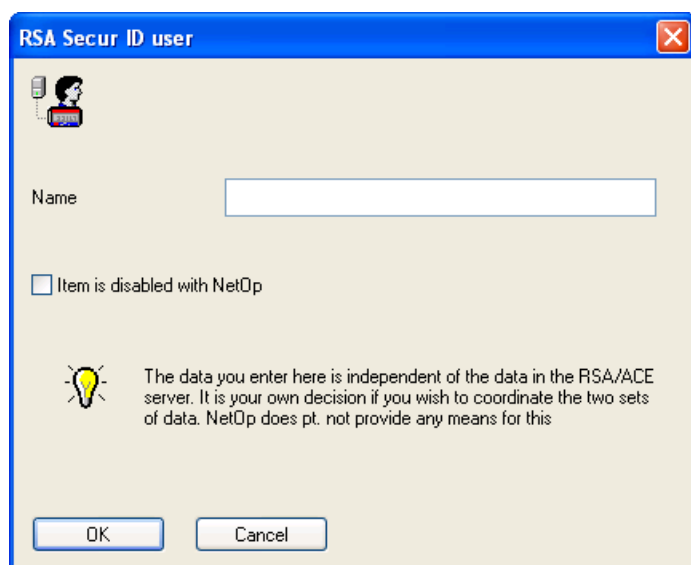 RSA Secur ID user
Name
Item is disabled with NetOp
The data you enter here is independent of the data in the RSA/ACE
server. It is your own decision if you wish to coordinate the two sets
of data. NetOp does pt. not provide any means for this
OK Cancel